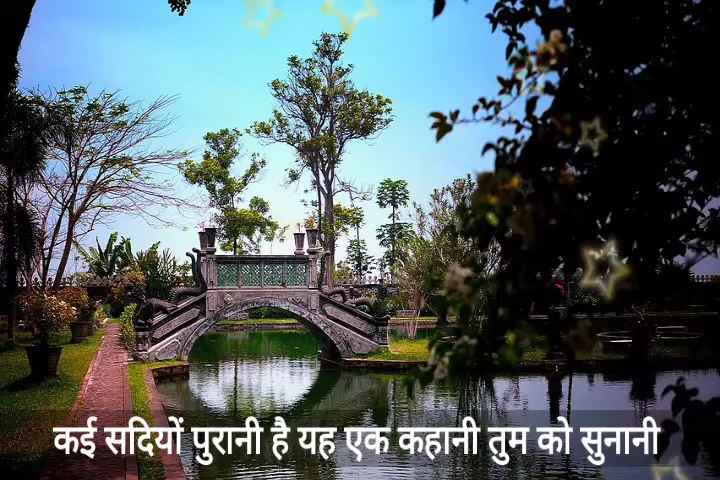 कई सदियों पुरानी है यह एक कहानी तुम को सुनानी